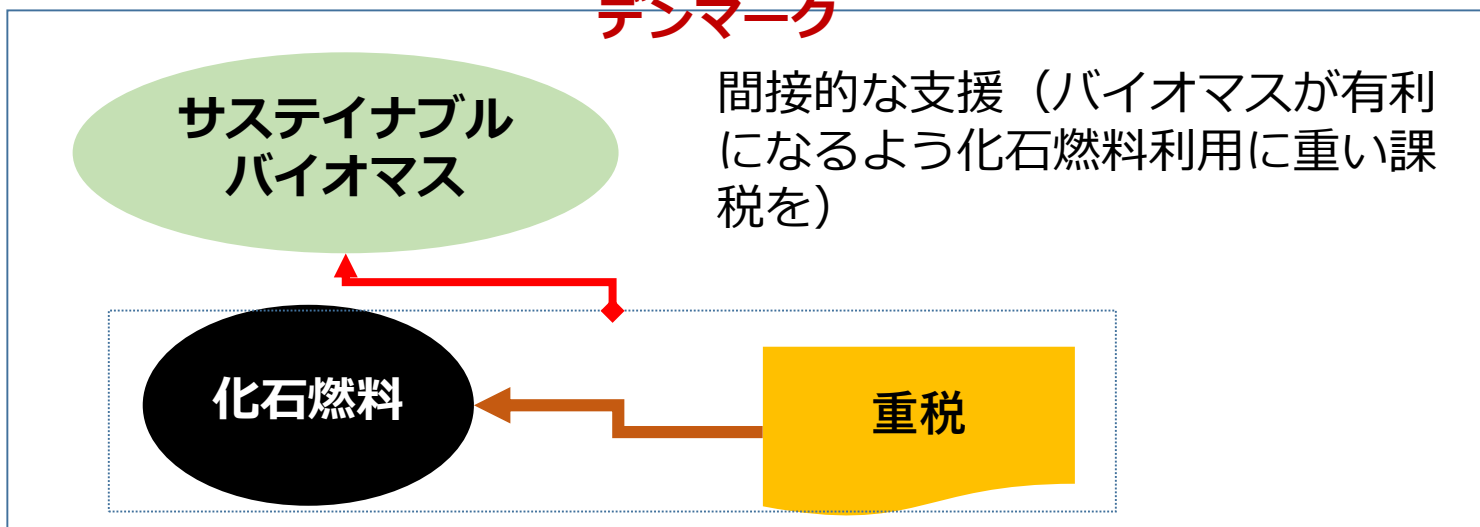 デンマーク
サステイナブル
バイオマス
間接的な支援（バイオマスが有利
になるよう化石燃料利用に重い課
税を）
化石燃料
重税